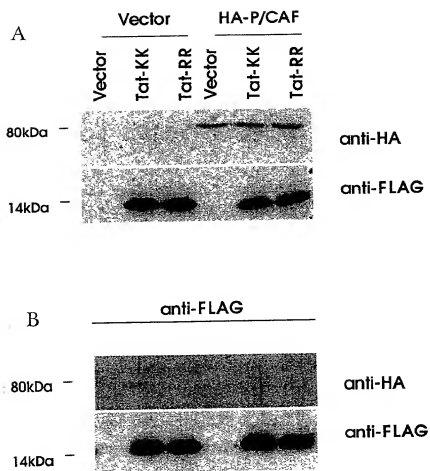 A
Vector HA-P/CAF
Vector Tat-KK Tat-RR Vector Tat-KK Tat-RR
80kDa anti-HA
14kDa anti-FLAG
B
anti-FLAG
80kDa anti-HA
14kDa anti-FLAG